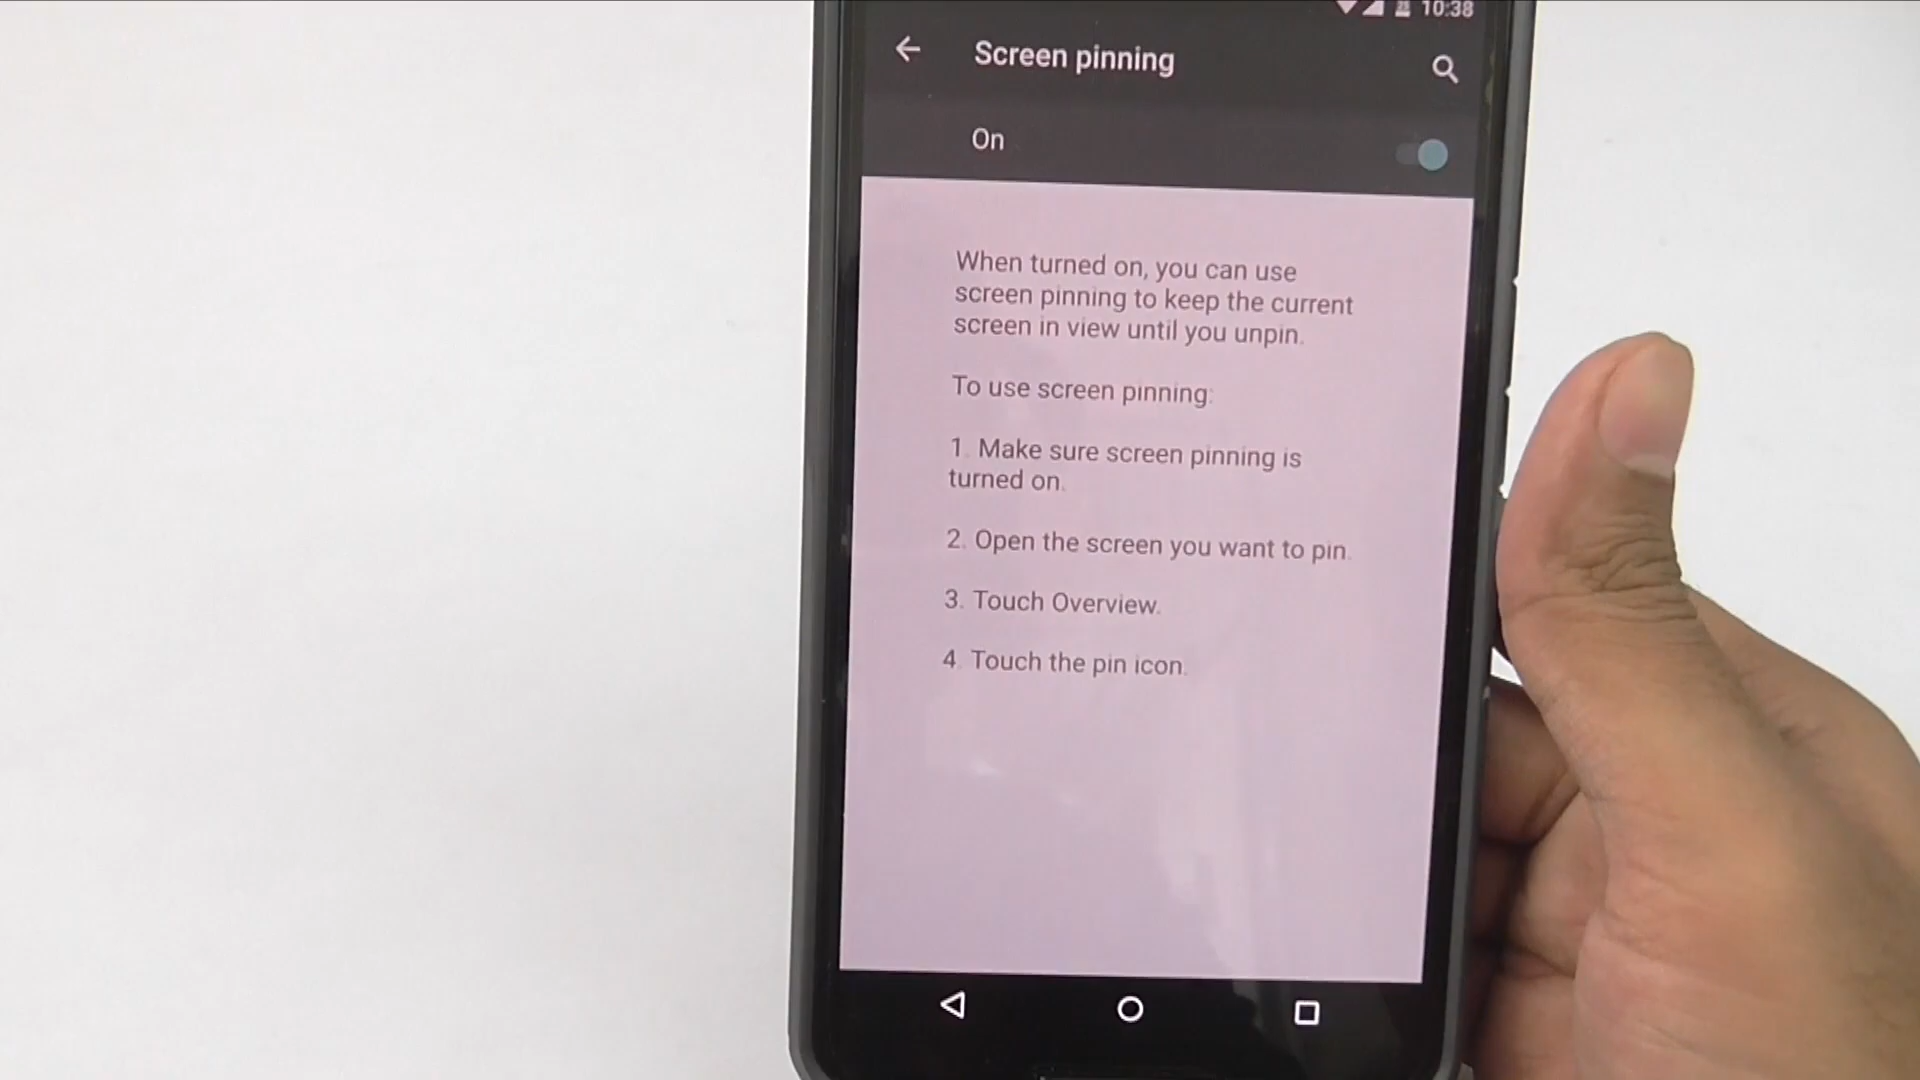 10:38
Screen pinning
On
When turned on, you can use
screen pinning to keep the current
screen in view until you unpin.
To use screen pinning:
1. Make sure screen pinning is
turned on.
2. Open the screen you want to pin.
3. Touch Overview.
4. Touch the pin icon.